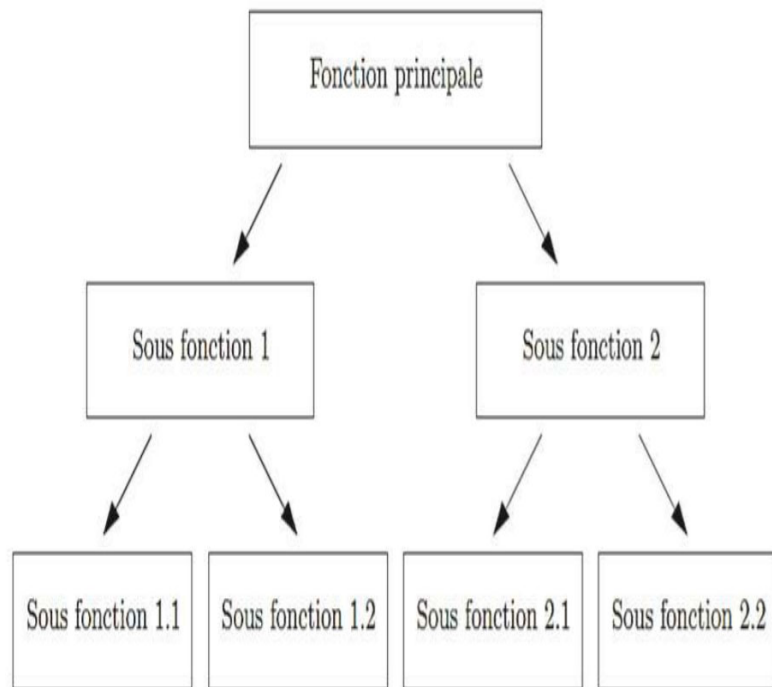 Fonction principale
Sous fonction 1
Sous fonction 2
Sous fonction 1.1
Sous fonction 1.2
Sous fonction 2.1
Sous fonction 2.2